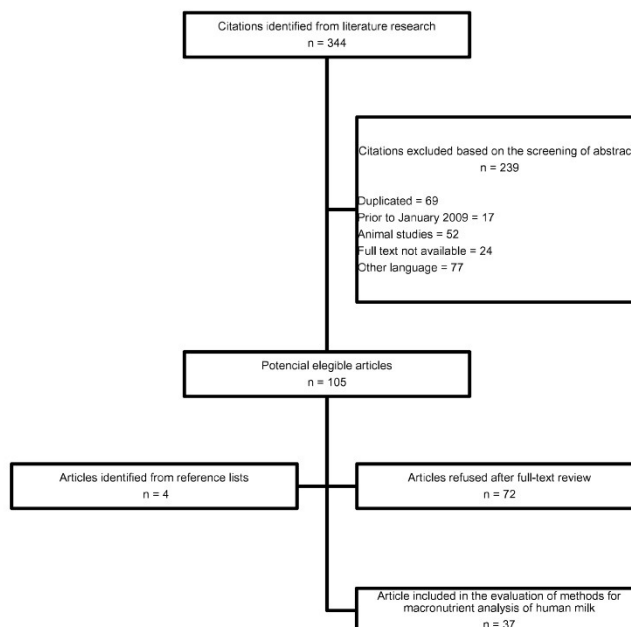 Citations identified from literature research
n = 344
Citations excluded based on the screening of abstrac
n = 239
Duplicated = 69
Prior to January 2009 = 17
Animal studies = 52
Full text not available = 24
Other language = 77
Potencial elegible articles
n = 105
Articles identified from reference lists
n = 4
Articles refused after full-text review
n = 72
Article included in the evaluation of methods for
macronutrient analysis of human milk
n = 37